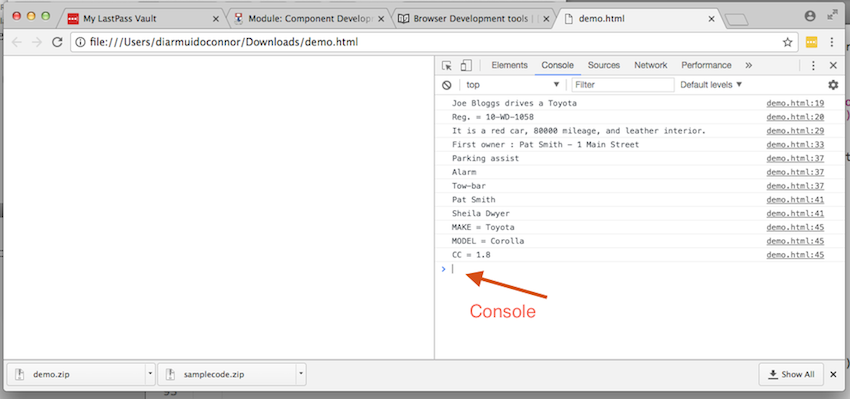 My LastPass Vault
Module: Component Develop
Browser Development tools |
demo.html
file:///Users/diarmuidoconnor/Downloads/demo.html
Elements Console Sources Network Performance »
top Filter Default levels
Joe Bloggs drives a Toyota demo.html:19
Reg. = 10-WD-1058 demo.html:20
It is a red car, 80000 mileage, and leather interior. demo.html:29
First owner : Pat Smith - 1 Main Street demo.html:33
Parking assist demo.html:37
Alarm demo.html:37
Tow-bar demo.html:37
Pat Smith demo.html:41
Sheila Dwyer demo.html:41
MAKE = Toyota demo.html:45
MODEL = Corolla demo.html:45
CC = 1.8 demo.html:45
>
Console
demo.zip
samplecode.zip
Show All